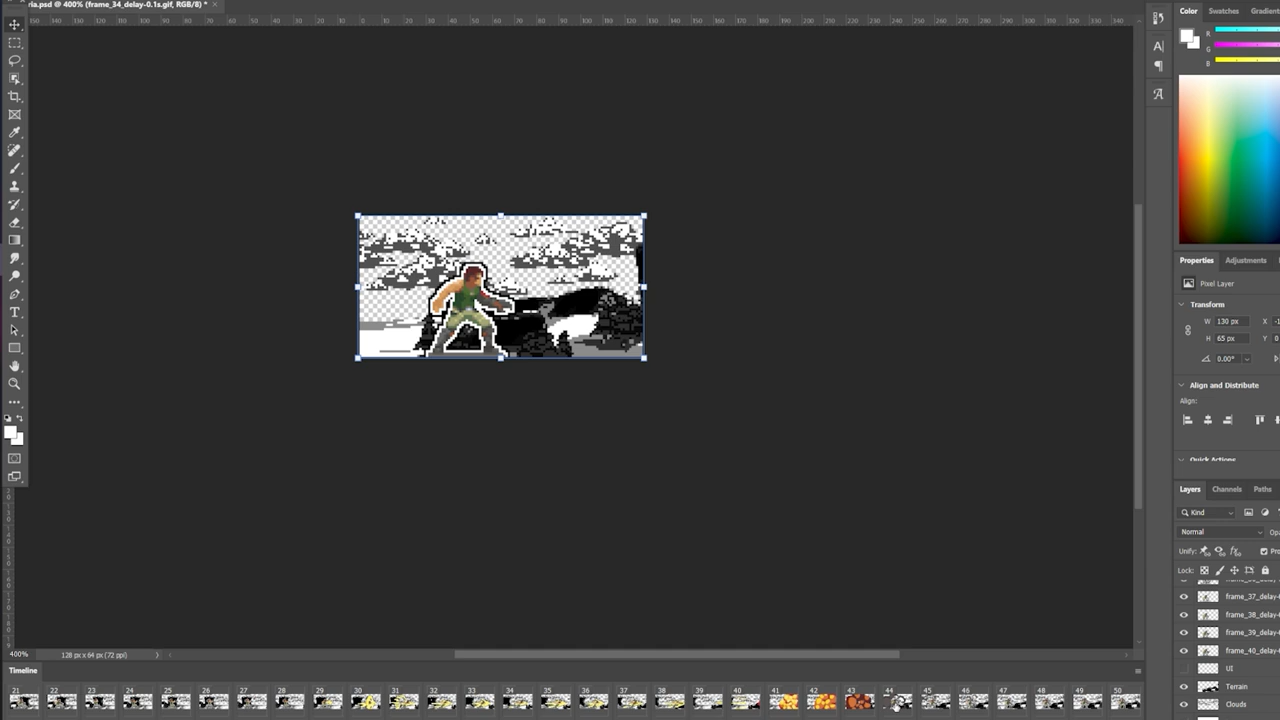 ria.psd @ 400% (frame_34_delay-0.1s.gif, RGB/8) *
Color Swatches Gradient
R
G
B
Properties Adjustments
Pixel Layer
Transform
W 130 px X
H 65 px Y 0
0.00°
Align and Distribute
Align:
Quick Actions
Layers Channels Paths
Kind
Normal Opa
Unify: Pro
Lock:
frame_37_delay-
frame_38_delay-
frame_39_delay-
frame_40_delay-
UI
Terrain
Clouds
400% 128 px x 64 px (72 ppi)
Timeline
21 22 23 24 25 26 27 28 29 30 31 32 33 34 35 36 37 38 39 40 41 42 43 44 45 46 47 48 49 50